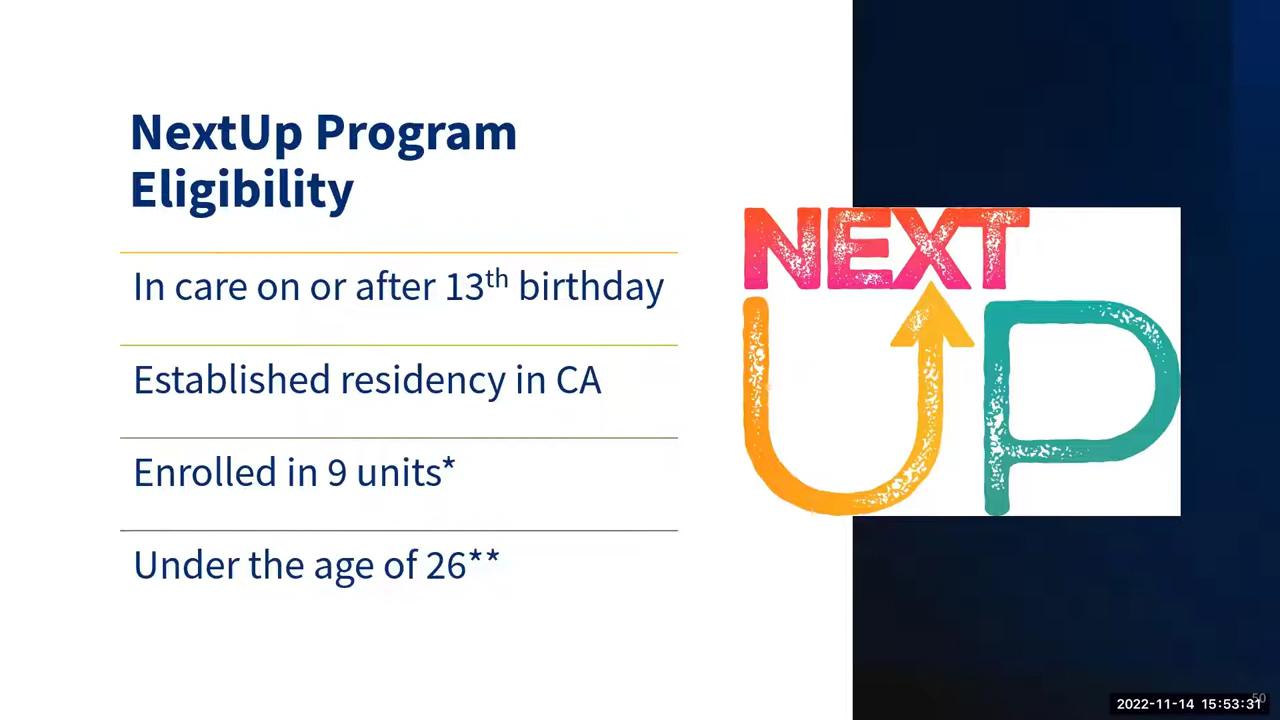 NextUp Program
Eligibility
In care on or after 13th birthday
Established residency in CA
Enrolled in 9 units*
Under the age of 26**
NEXT
UP
50
2022-11-14 15:53:31